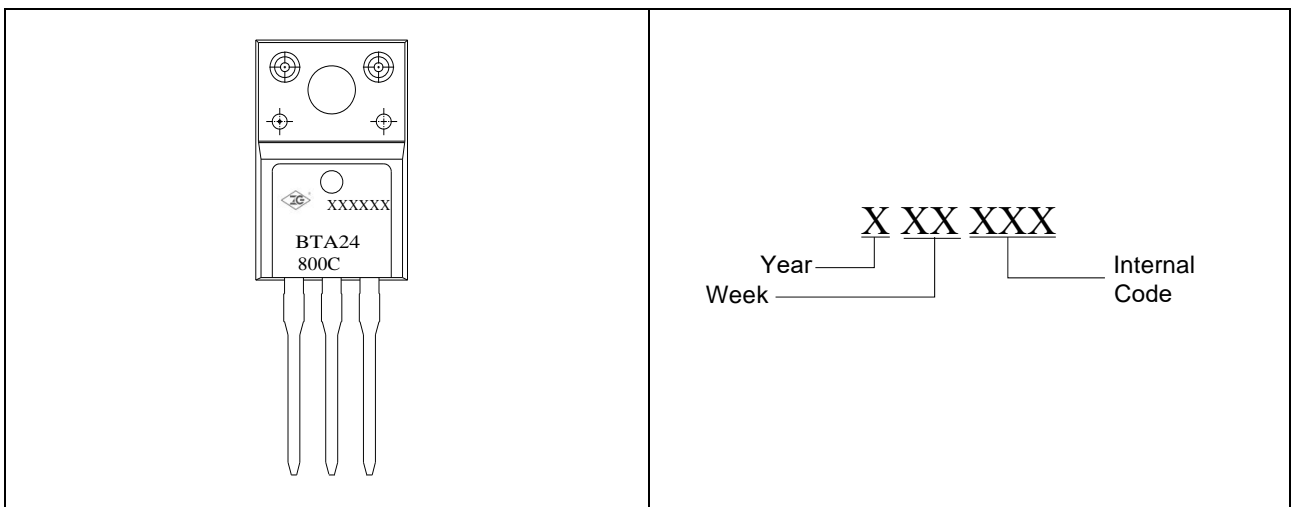 XXXXXX
BTA24
800C
X XX XXX
Year
Internal
Week
Code